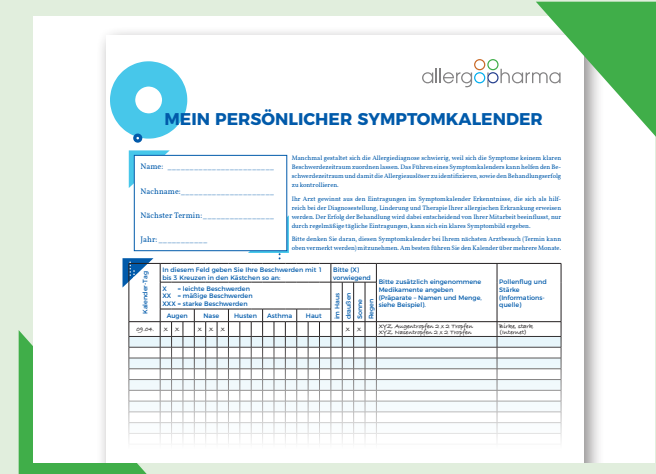 allergopharma
MEIN PERSÖNLICHER SYMPTOMKALENDER
Name: ________________________
Nachname:_____________________
Nächster Termin:________________
Jahr:___________
Manchmal gestaltet sich die Allergiediagnose schwierig, weil sich die Symptome keinem klaren
Beschwerdezeitraum zuordnen lassen. Das Führen eines Symptomkalenders kann helfen den Be-
schwerdezeitraum und damit die Allergieauslöser zu identifizieren, sowie den Behandlungserfolg
zu kontrollieren.
Ihr Arzt gewinnt aus den Eintragungen im Symptomkalender Erkenntnisse, die sich als hilf-
reich bei der Diagnosestellung, Linderung und Therapie Ihrer allergischen Erkrankung erweisen
werden. Der Erfolg der Behandlung wird dabei entscheidend von Ihrer Mitarbeit beeinflusst, nur
durch regelmäßige tägliche Eintragungen, kann sich ein klares Symptombild ergeben.
Bitte denken Sie daran, diesen Symptomkalender bei Ihrem nächsten Arztbesuch (Termin kann
oben vermerkt werden) mitzunehmen. Am besten führen Sie den Kalender über mehrere Monate.
Kalender-Tag
In diesem Feld geben Sie Ihre Beschwerden mit 1
bis 3 Kreuzen in den Kästchen so an:
X = leichte Beschwerden
XX = mäßige Beschwerden
XXX = starke Beschwerden
Augen Nase Husten Asthma Haut
Bitte (X)
vorwiegend
im Haus
draußen
Sonne
Regen
Bitte zusätzlich eingenommene
Medikamente angeben
(Präparate – Namen und Menge,
siehe Beispiel).
Pollenflug und
Stärke
(Informations-
quelle)
09.04. x x x x x x x
XYZ, Augentropfen 2 x 2 Tropfen
XYZ, Nasentropfen 2 x 2 Tropfen
Birke, stark
(Internet)